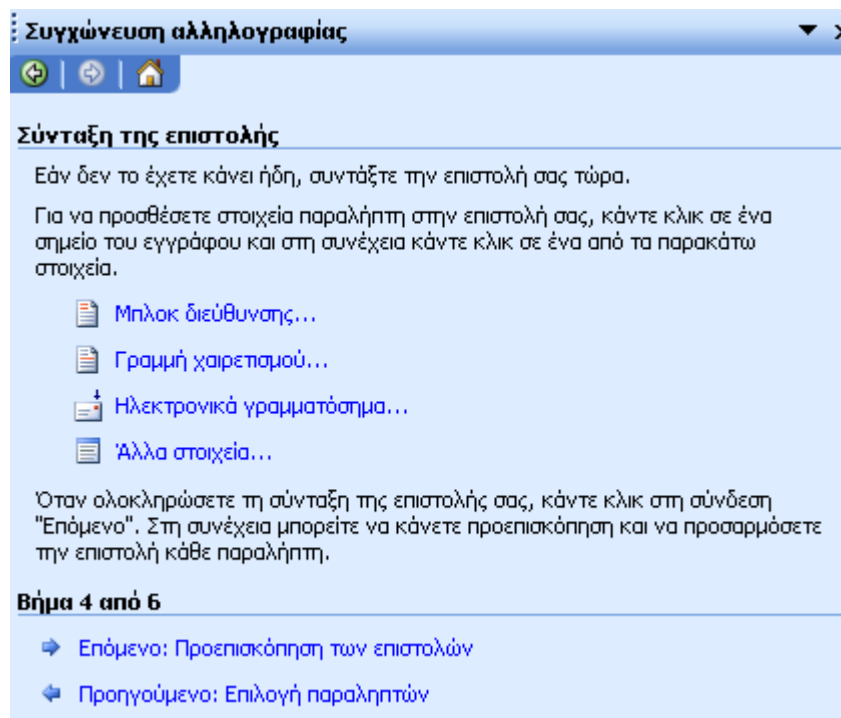 Συγχώνευση αλληλογραφίας
Σύνταξη της επιστολής
Εάν δεν το έχετε κάνει ήδη, συντάξτε την επιστολή σας τώρα.
Για να προσθέσετε στοιχεία παραλήπτη στην επιστολή σας, κάντε κλικ σε ένα
σημείο του εγγράφου και στη συνέχεια κάντε κλικ σε ένα από τα παρακάτω
στοιχεία.
Μπλοκ διεύθυνσης...
Γραμμή χαιρετισμού...
Ηλεκτρονικά γραμματόσημα...
Άλλα στοιχεία...
Όταν ολοκληρώσετε τη σύνταξη της επιστολής σας, κάντε κλικ στη σύνδεση
"Επόμενο". Στη συνέχεια μπορείτε να κάνετε προεπισκόπηση και να προσαρμόσετε
την επιστολή κάθε παραλήπτη.
Βήμα 4 από 6
Επόμενο: Προεπισκόπηση των επιστολών
Προηγούμενο: Επιλογή παραληπτών